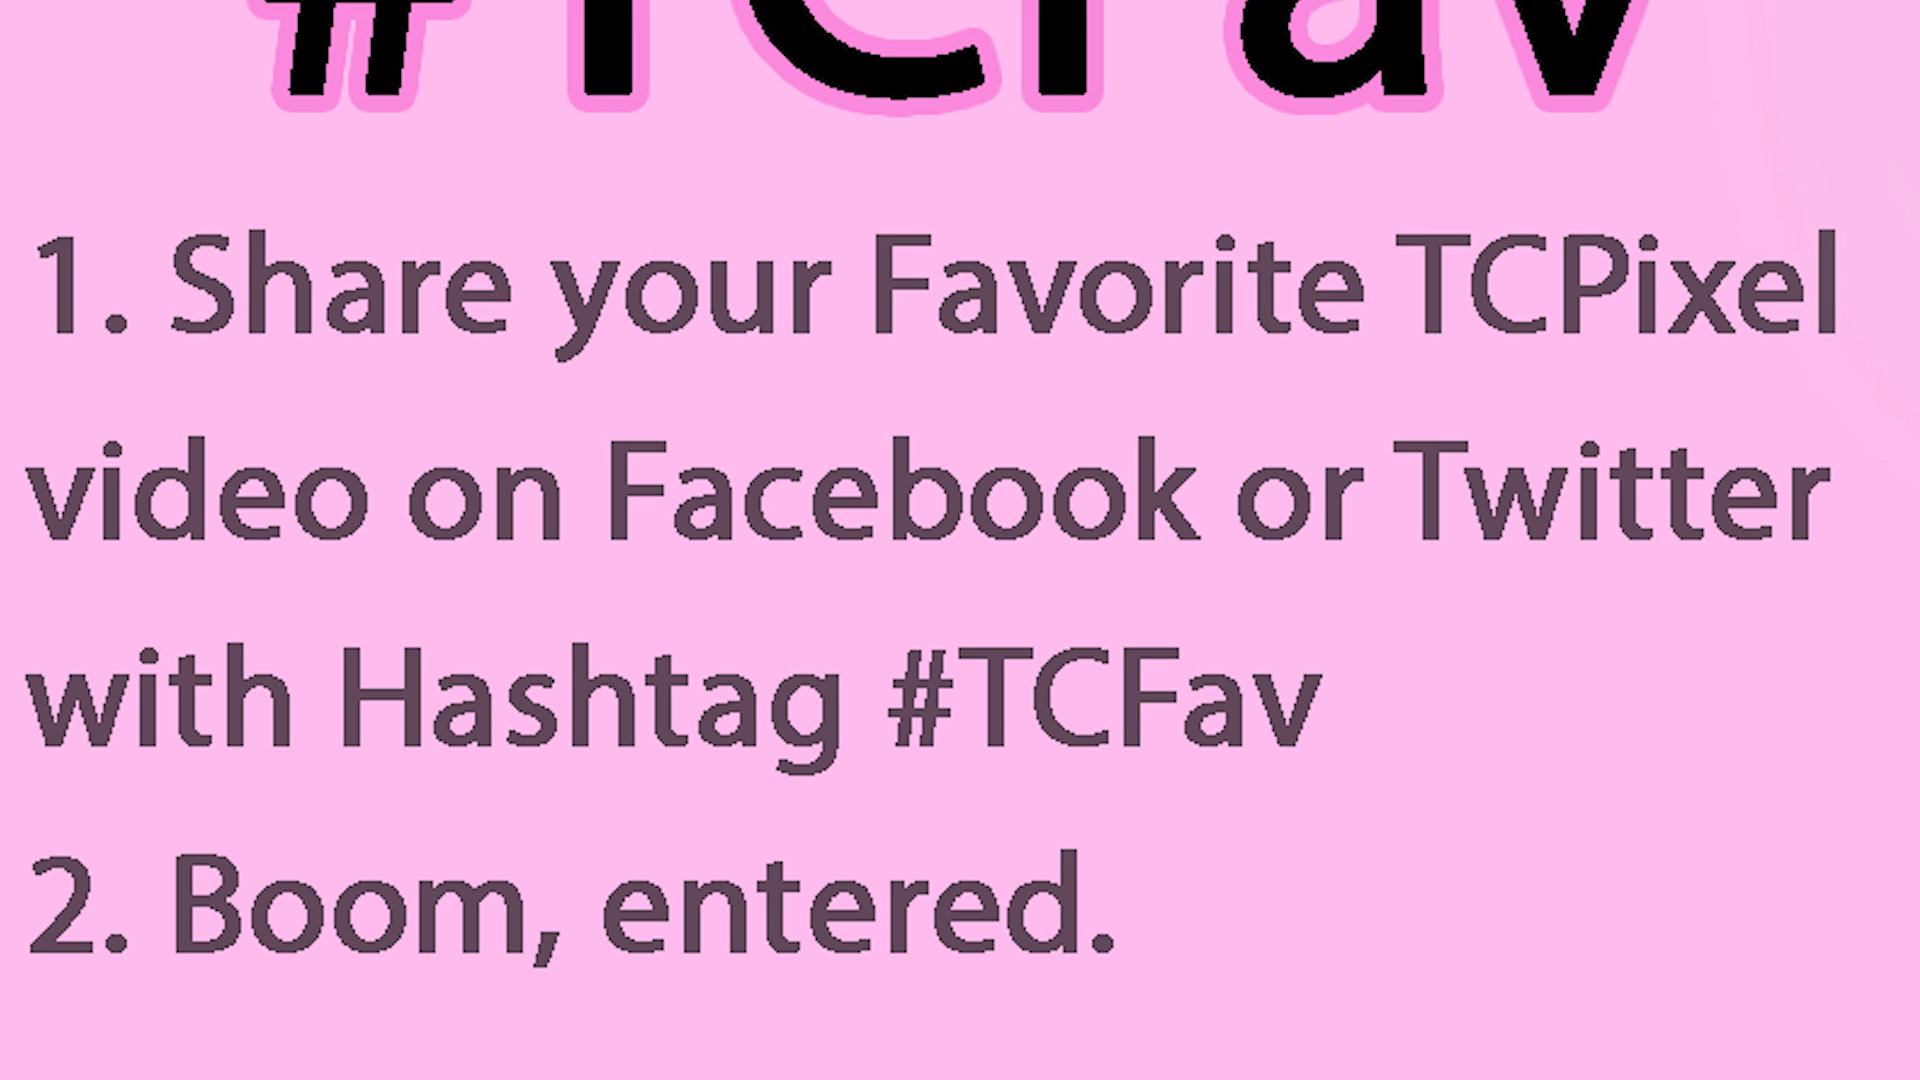 #TCFav
1. Share your Favorite TCPixel
video on Facebook or Twitter
with Hashtag #TCFav
2. Boom, entered.